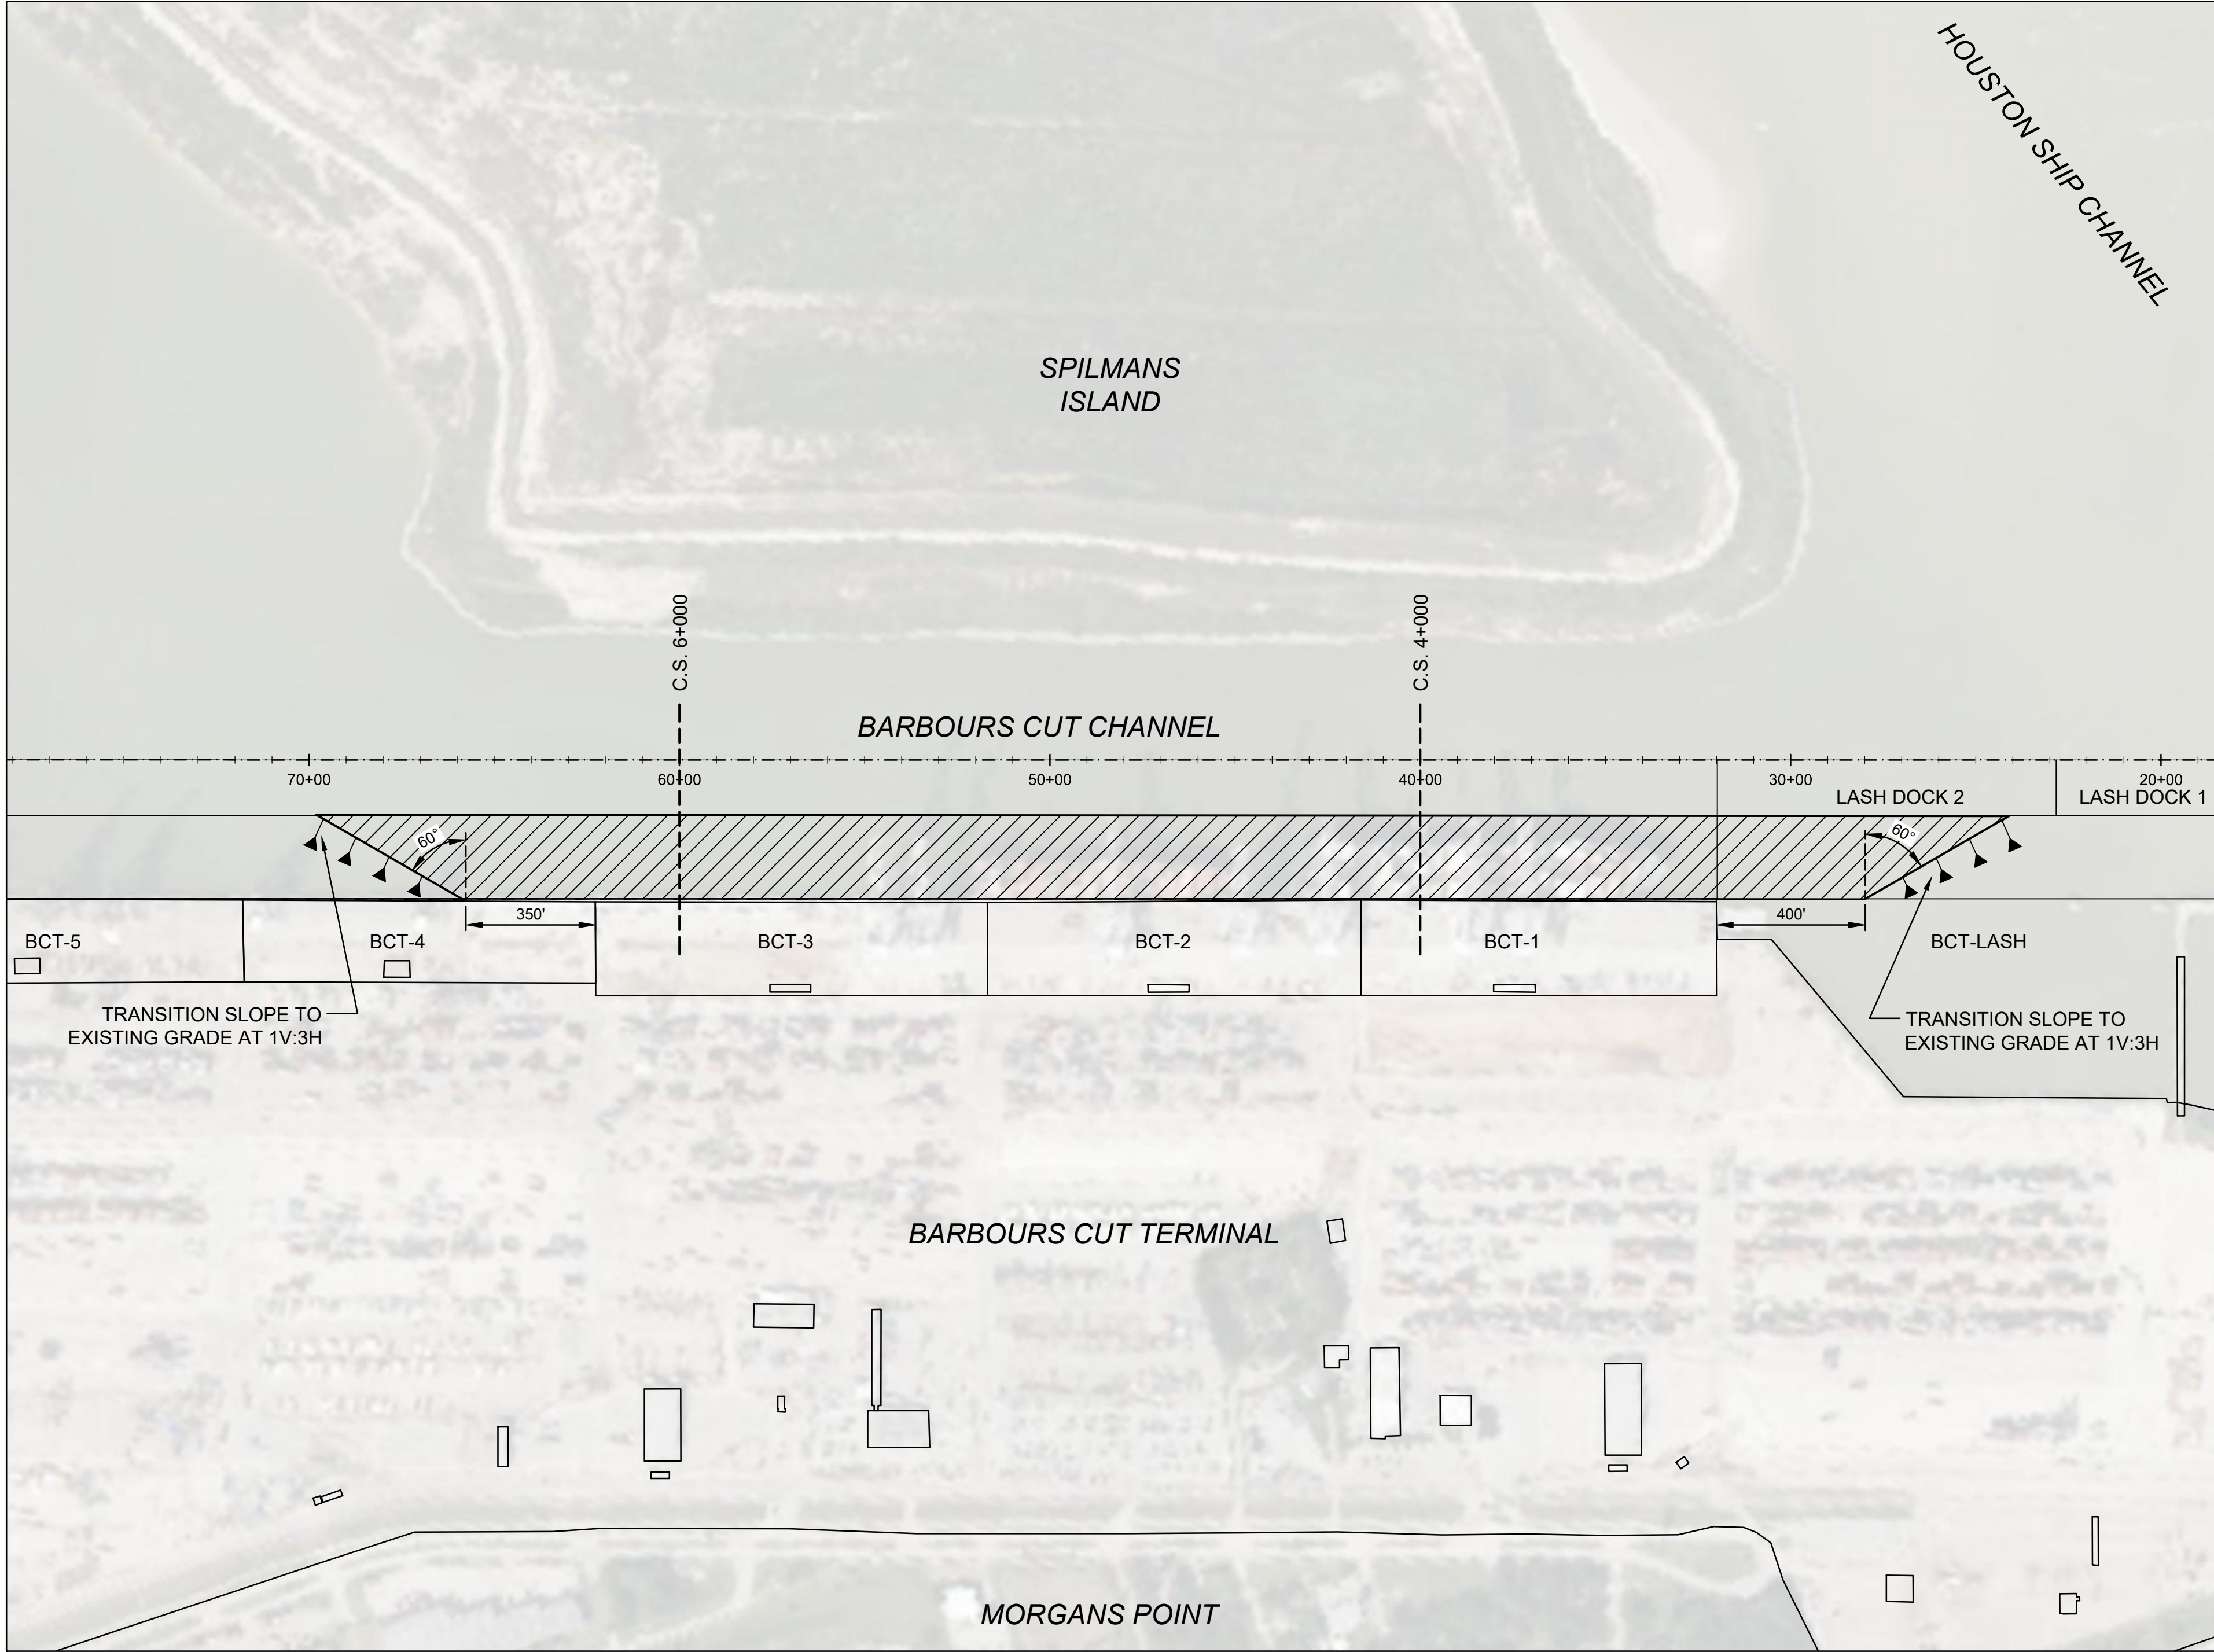 HOUSTON SHIP CHANNEL
SPILMANS
ISLAND
C.S. 6+000
C.S. 4+000
BARBOURS CUT CHANNEL
70+00
60+00
50+00
40+00
30+00
20+00
LASH DOCK 2
LASH DOCK 1
60°
60°
350'
400'
BCT-5
BCT-4
BCT-3
BCT-2
BCT-1
BCT-LASH
TRANSITION SLOPE TO
EXISTING GRADE AT 1V:3H
TRANSITION SLOPE TO
EXISTING GRADE AT 1V:3H
BARBOURS CUT TERMINAL
MORGANS POINT